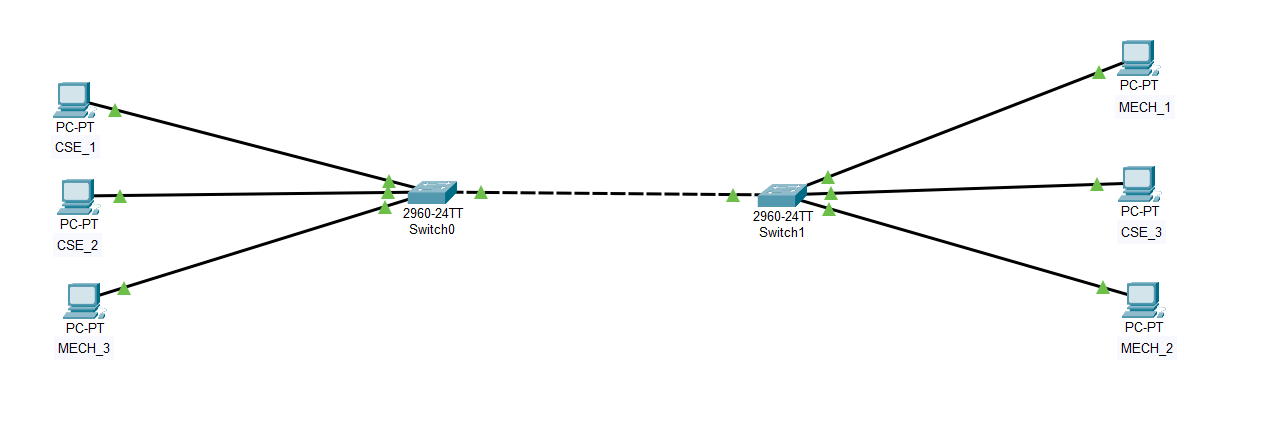 PC-PT
CSE_1
PC-PT
CSE_2
PC-PT
MECH_3
2960-24TT
Switch0
2960-24TT
Switch1
PC-PT
MECH_1
PC-PT
CSE_3
PC-PT
MECH_2